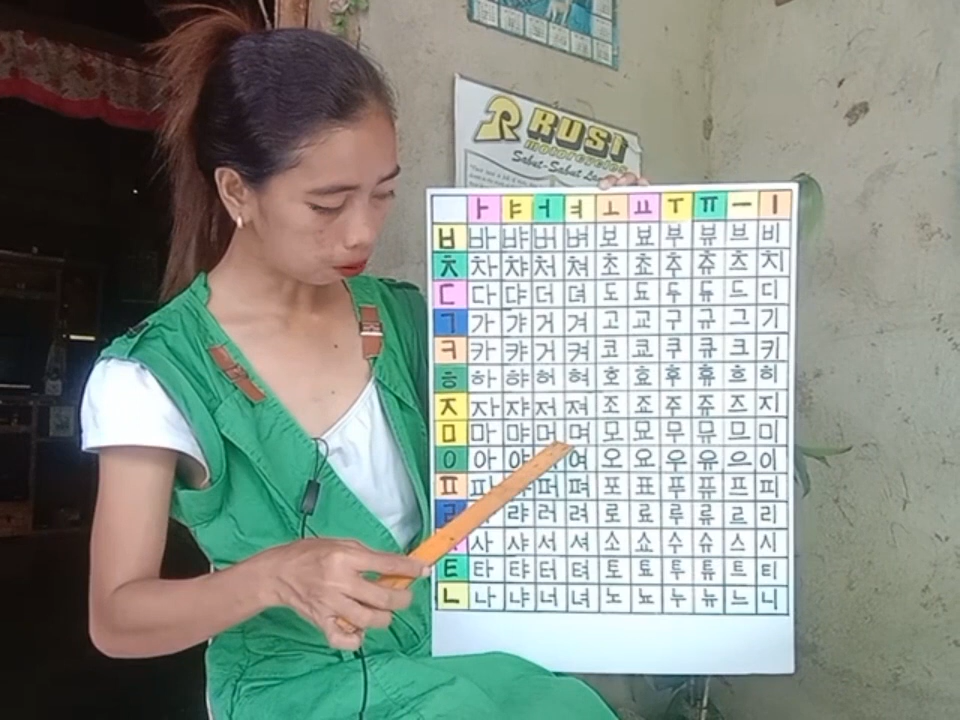 RUSI
motorcycles
Sabut-Sabut
ㅏ ㅑ ㅓ ㅕ ㅗ ㅛ ㅜ ㅠ ㅡ ㅣ
ㅂ 바 뱌 버 벼 보 뵤 부 뷰 브 비
ㅊ 차 챠 처 쳐 초 쵸 추 츄 츠 치
ㄷ 다 댜 더 뎌 도 됴 두 듀 드 디
ㄱ 가 갸 거 겨 고 교 구 규 그 기
ㅋ 카 캬 거 켜 코 쿄 쿠 큐 크 키
ㅎ 하 햐 허 혀 호 효 후 휴 흐 히
ㅈ 자 쟈 저 져 조 죠 주 쥬 즈 지
ㅁ 마 먀 머 며 모 묘 무 뮤 므 미
ㅇ 아 야 여 오 요 우 유 으 이
ㅍ 파 퍼 펴 포 표 푸 퓨 프 피
ㄹ 랴 러 려 로 료 루 류 르 리
사 샤 서 셔 소 쇼 수 슈 스 시
ㅌ 타 탸 터 텨 토 툐 투 튜 트 티
ㄴ 나 냐 너 녀 노 뇨 누 뉴 느 니